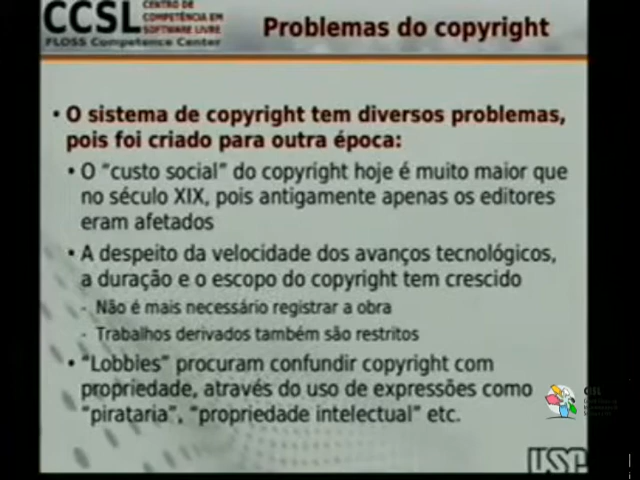 CCSL
CENTRO DE
COMPETÊNCIA EM
SOFTWARE LIVRE
FLOSS Competence Center
Problemas do copyright
• O sistema de copyright tem diversos problemas,
pois foi criado para outra época:
• O “custo social” do copyright hoje é muito maior que
no século XIX, pois antigamente apenas os editores
eram afetados
• A despeito da velocidade dos avanços tecnológicos,
a duração e o escopo do copyright tem crescido
- Não é mais necessário registrar a obra
- Trabalhos derivados também são restritos
• “Lobbies” procuram confundir copyright com
propriedade, através do uso de expressões como
“pirataria”, “propriedade intelectual” etc.
USP